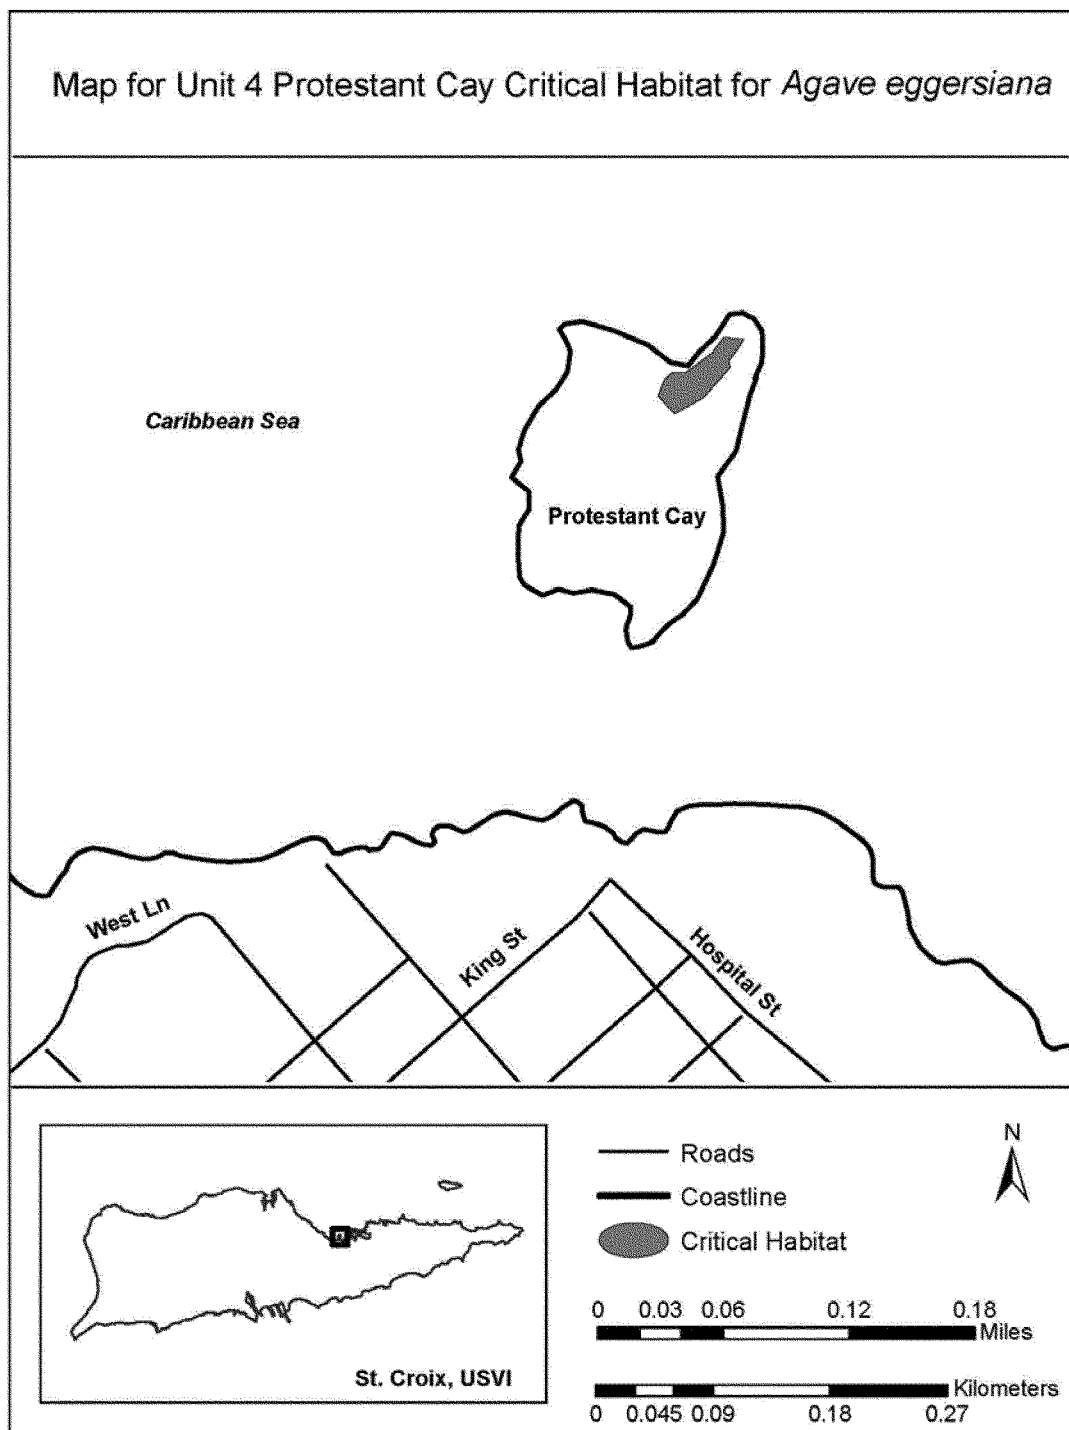 Map for Unit 4 Protestant Cay Critical Habitat for Agave eggersiana
Caribbean Sea
Protestant Cay
West Ln
King St
Hospital St
N
Roads
Coastline
Critical Habitat
0 0.03 0.06 0.12 0.18
Miles
Kilometers
0 0.045 0.09 0.18 0.27
St. Croix, USVI